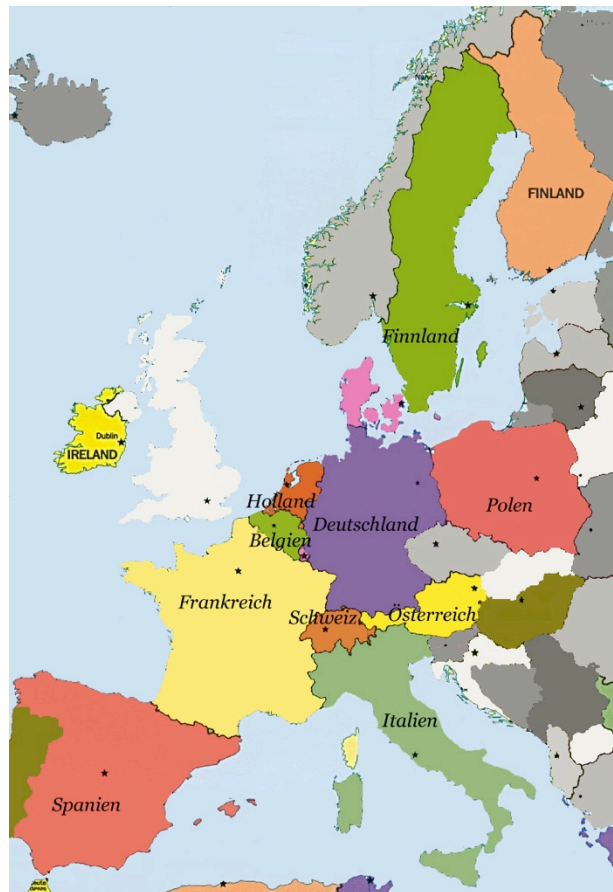 FINLAND
Finnland
Dublin
IRELAND
Holland
Deutschland
Polen
Belgien
Frankreich
Schweiz
Österreich
Italien
Spanien